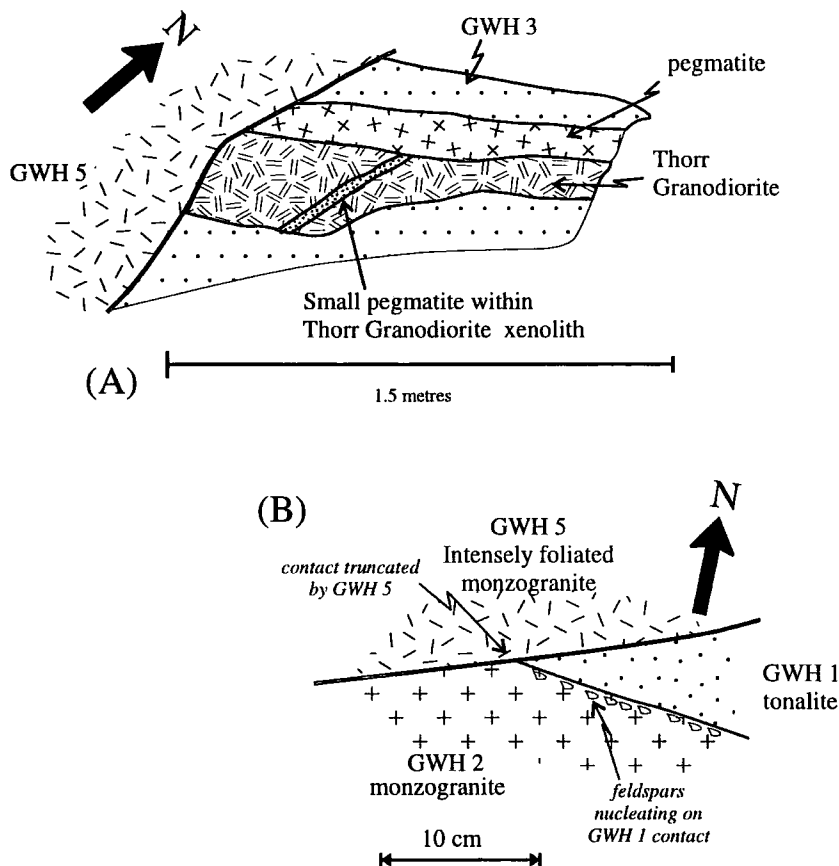 N
GWH 3
pegmatite
GWH 5
Thorr
Granodiorite
Small pegmatite within
Thorr Granodiorite xenolith
(A)
1.5 metres
(B)
N
GWH 5
Intensely foliated
monzogranite
contact truncated
by GWH 5
GWH 1
tonalite
GWH 2
monzogranite
feldspars
nucleating on
GWH 1 contact
10 cm